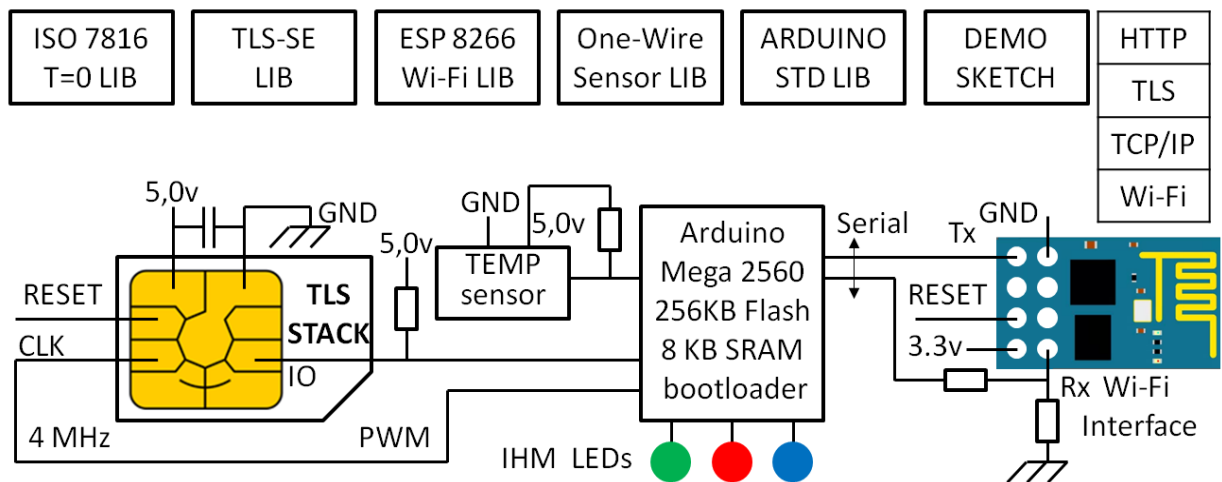 ISO 7816
T=0 LIB
TLS-SE
LIB
ESP 8266
Wi-Fi LIB
One-Wire
Sensor LIB
ARDUINO
STD LIB
DEMO
SKETCH
HTTP
TLS
TCP/IP
Wi-Fi
5,0v
GND
RESET
CLK
TLS
STACK
IO
4 MHz
PWM
5,0v
GND
5,0v
TEMP
sensor
Arduino
Mega 2560
256KB Flash
8 KB SRAM
bootloader
IHM LEDs
Serial
Tx
GND
RESET
3.3v
Rx Wi-Fi
Interface